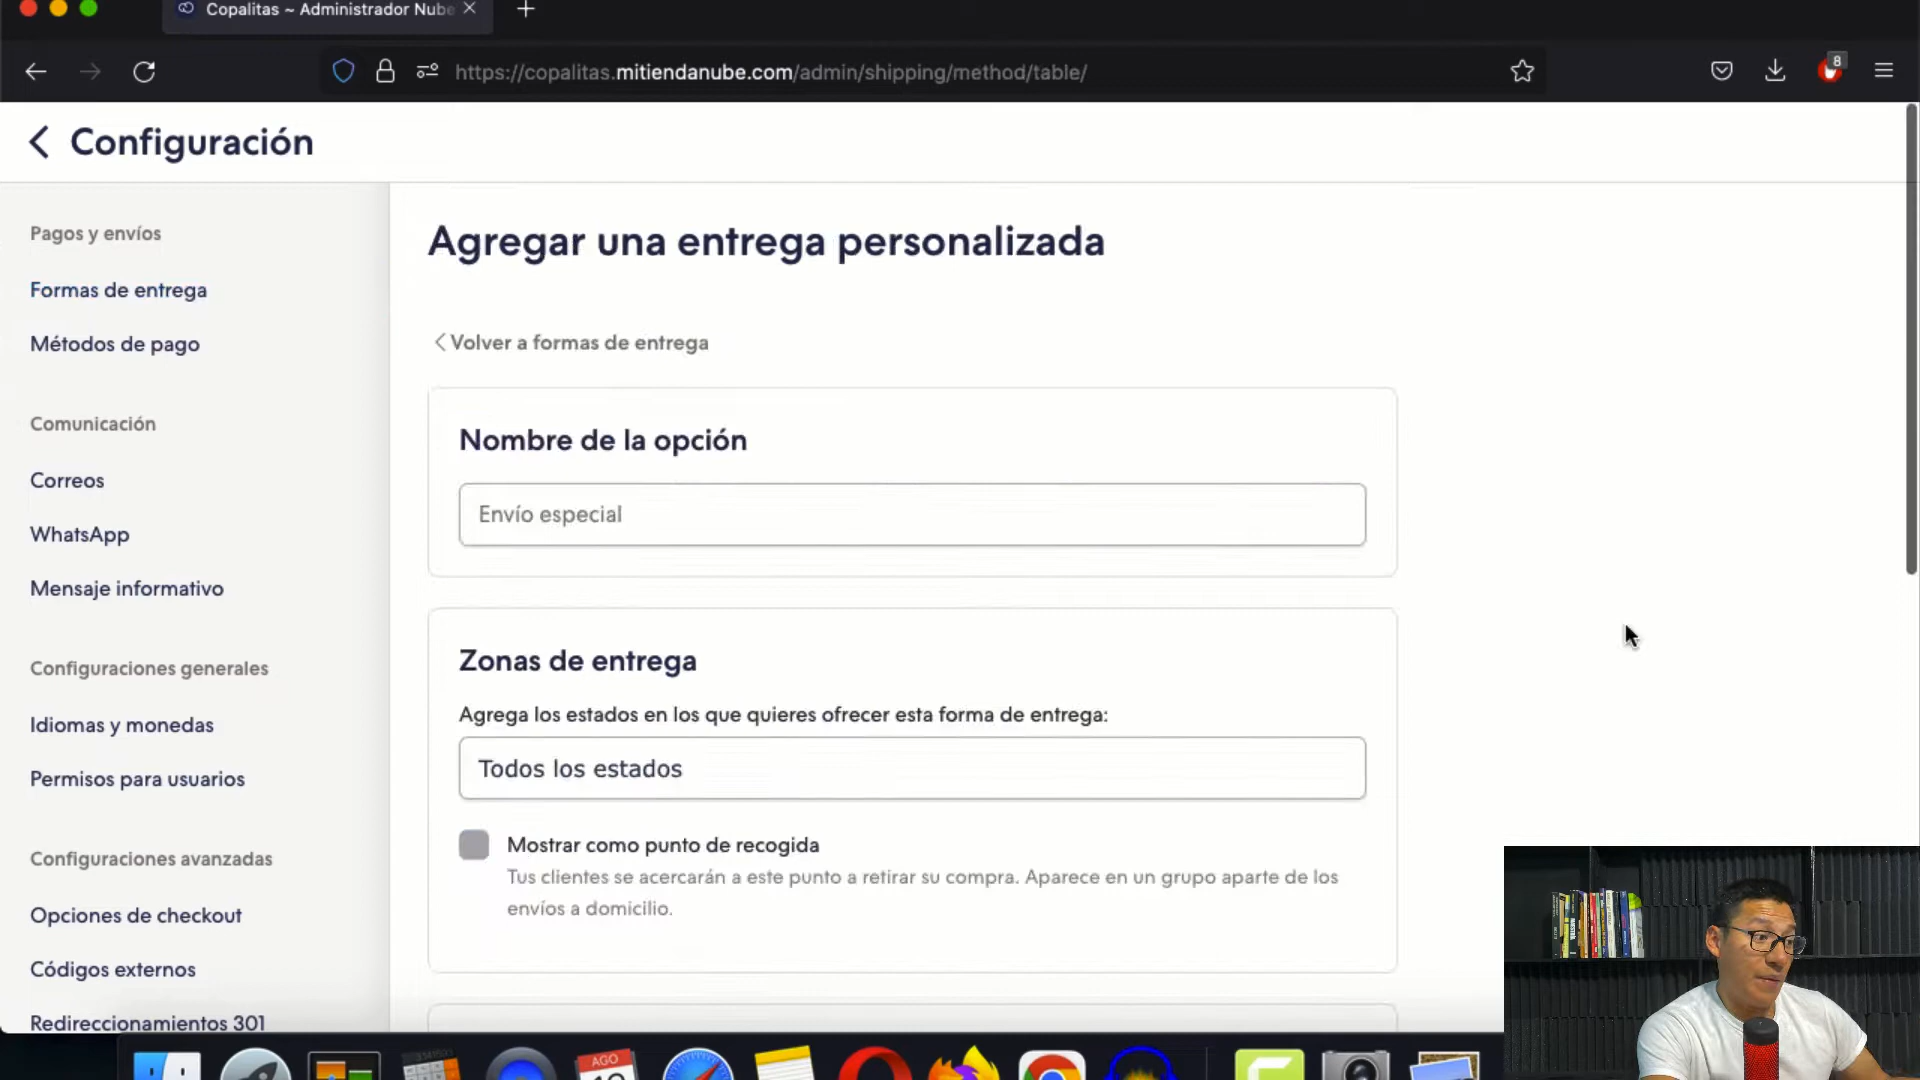 Copalitas ~ Administrador Nube
https://copalitas.mitiendanube.com/admin/shipping/method/table/
8
Configuración
Pagos y envíos
Formas de entrega
Métodos de pago
Comunicación
Correos
WhatsApp
Mensaje informativo
Configuraciones generales
Idiomas y monedas
Permisos para usuarios
Configuraciones avanzadas
Opciones de checkout
Códigos externos
Redireccionamientos 301
Agregar una entrega personalizada
Volver a formas de entrega
Nombre de la opción
Envío especial
Zonas de entrega
Agrega los estados en los que quieres ofrecer esta forma de entrega:
Todos los estados
Mostrar como punto de recogida
Tus clientes se acercarán a este punto a retirar su compra. Aparece en un grupo aparte de los
envíos a domicilio.
AGO